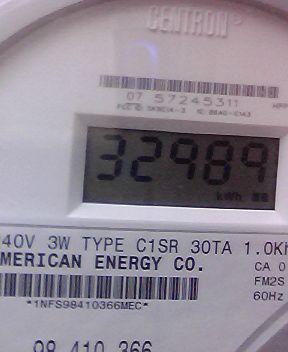 CENTRON®
07 57245311
32989
kWh
40V 3W TYPE C1SR 30TA 1.0Kh
MERICAN ENERGY CO.
CA 0
FM2S
*1NFS98410366MEC*
60Hz
98 410 366